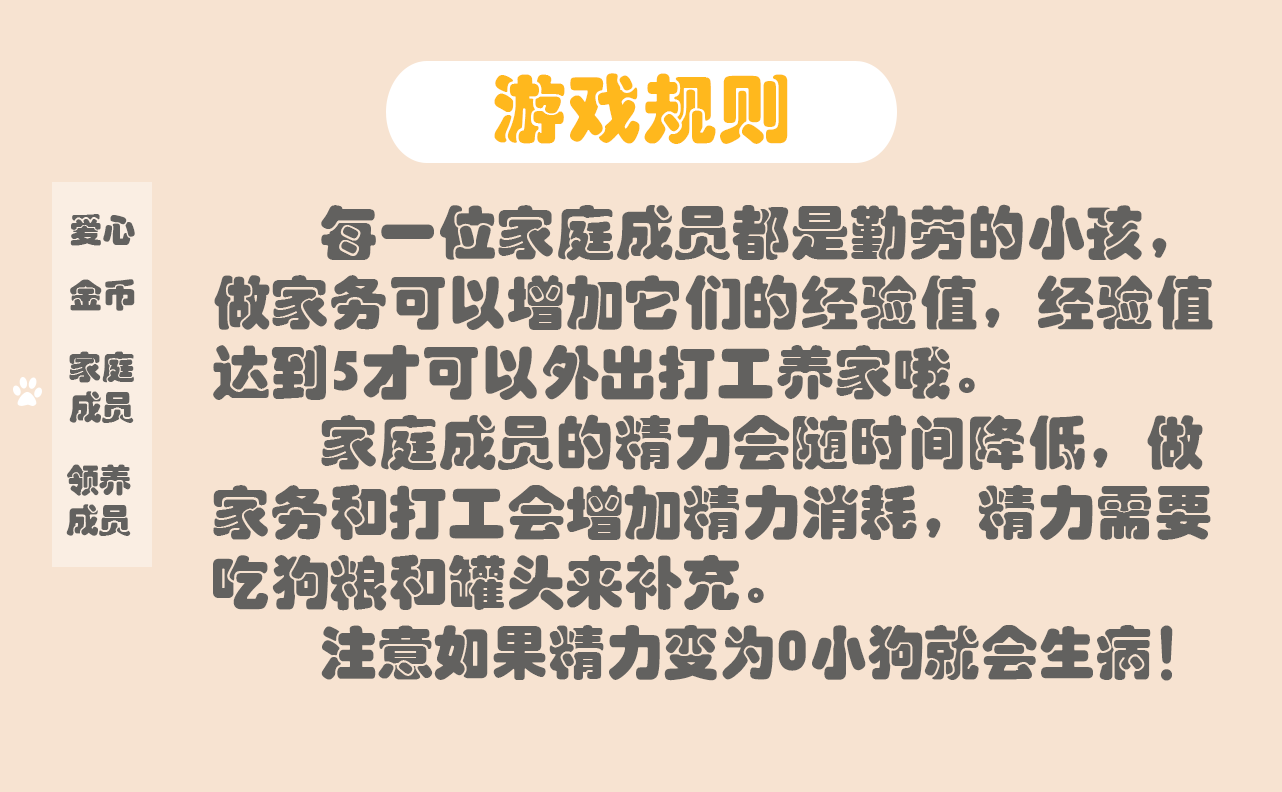 游戏规则
爱心
金币
家庭
成员
领养
成员
每一位家庭成员都是勤劳的小孩，
做家务可以增加它们的经验值，经验值
达到5才可以外出打工养家哦。
家庭成员的精力会随时间降低，做
家务和打工会增加精力消耗，精力需要
吃狗粮和罐头来补充。
注意如果精力变为0小狗就会生病！